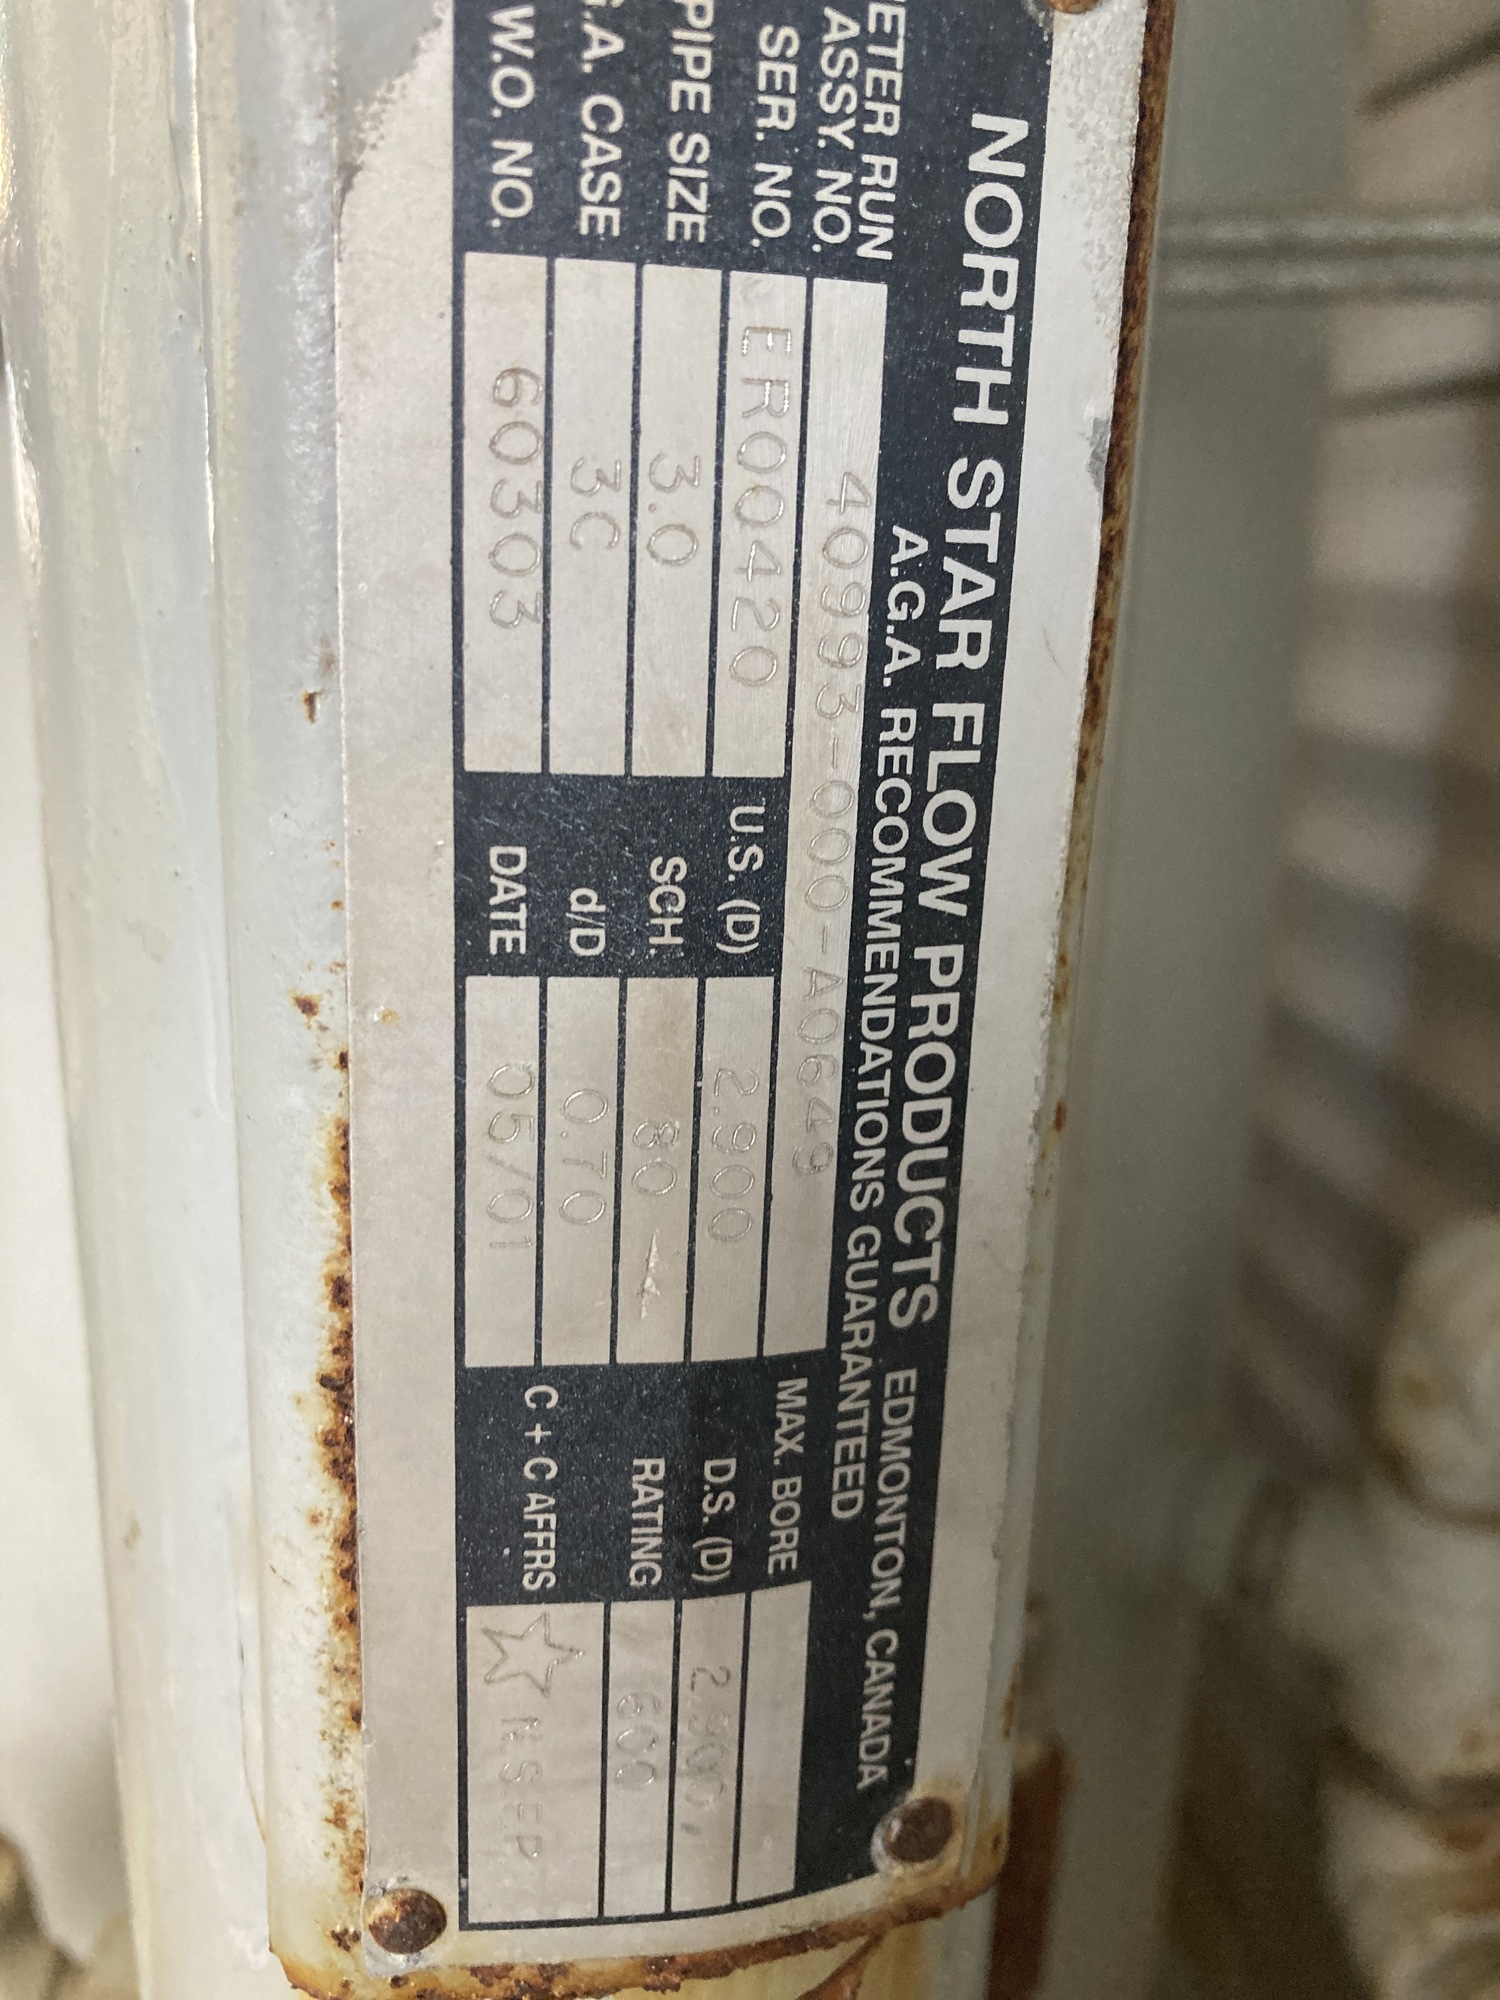 NORTH STAR FLOW PRODUCTS EDMONTON, CANADA
A.G.A. RECOMMENDATIONS GUARANTEED
ETER RUN
ASSY. NO. 40993-000-A0649 MAX. BORE
SER. NO. ER00420 U.S. (D) 2.900 D.S. (D) 2.900
PIPE SIZE 3.0 SCH. 80 RATING 600
.A. CASE 3C d/D 0.70
W.O. NO. 60303 DATE 05/01 C + C AFFRS N.S.F.P